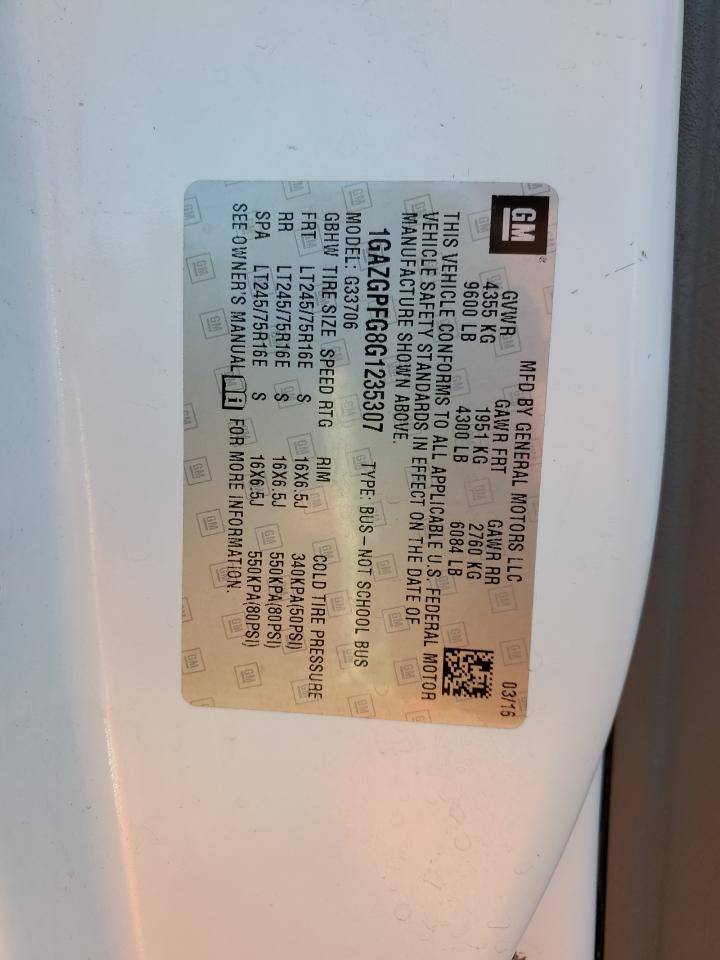 GM
MFD BY GENERAL MOTORS LLC 03/16
GVWR GAWR FRT GAWR RR
4355 KG 1951 KG 2760 KG
9600 LB 4300 LB 6084 LB
THIS VEHICLE CONFORMS TO ALL APPLICABLE U.S. FEDERAL MOTOR
VEHICLE SAFETY STANDARDS IN EFFECT ON THE DATE OF
MANUFACTURE SHOWN ABOVE.
1GAZGPFG8G1235307 TYPE: BUS – NOT SCHOOL BUS
MODEL: G33706
GBHW TIRE SIZE SPEED RTG RIM COLD TIRE PRESSURE
FRT LT245/75R16E S 16X6.5J 340KPA(50PSI)
RR LT245/75R16E S 16X6.5J 550KPA(80PSI)
SPA LT245/75R16E S 16X6.5J 550KPA(80PSI)
SEE OWNER'S MANUAL i FOR MORE INFORMATION.